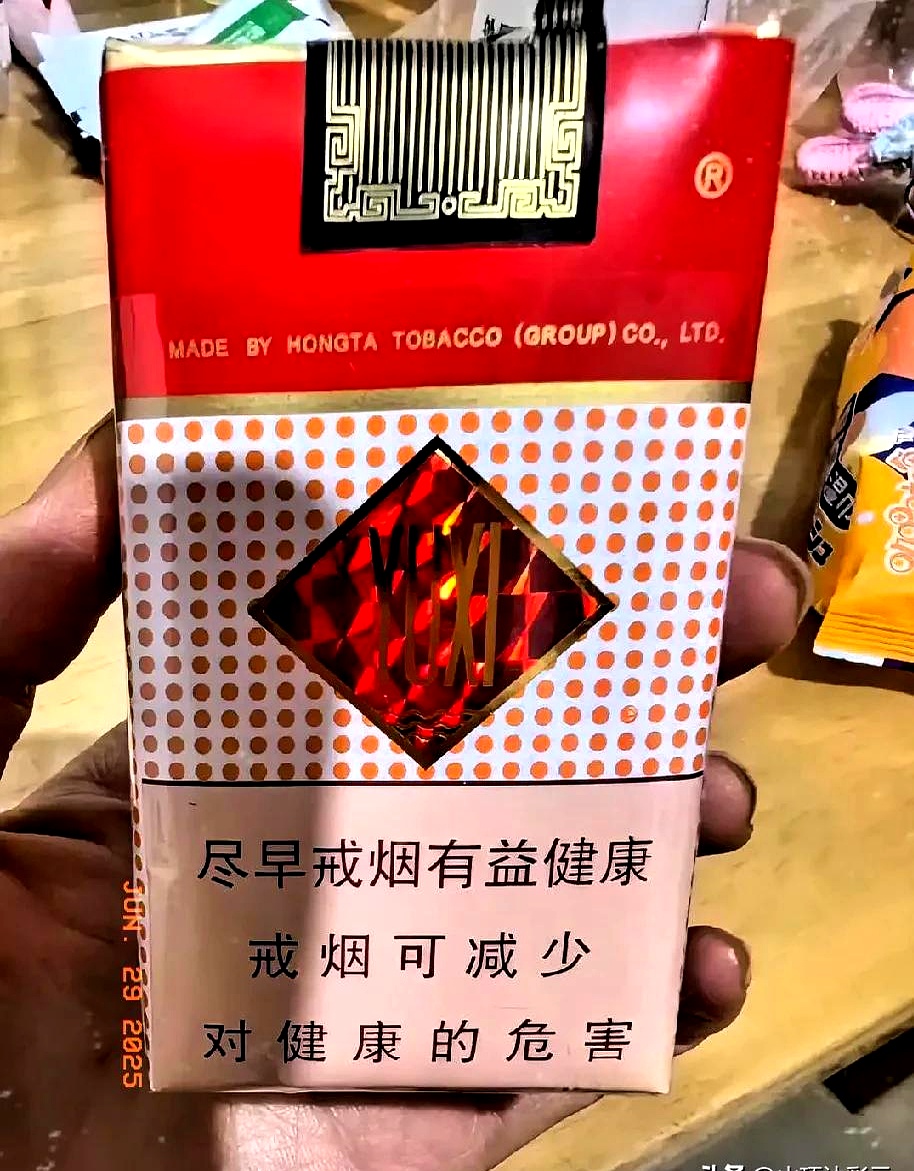 ®
MADE BY HONGTA TOBACCO (GROUP) CO., LTD.
YUXI
尽早戒烟有益健康
戒烟可减少
对健康的危害
JUN. 29 2025